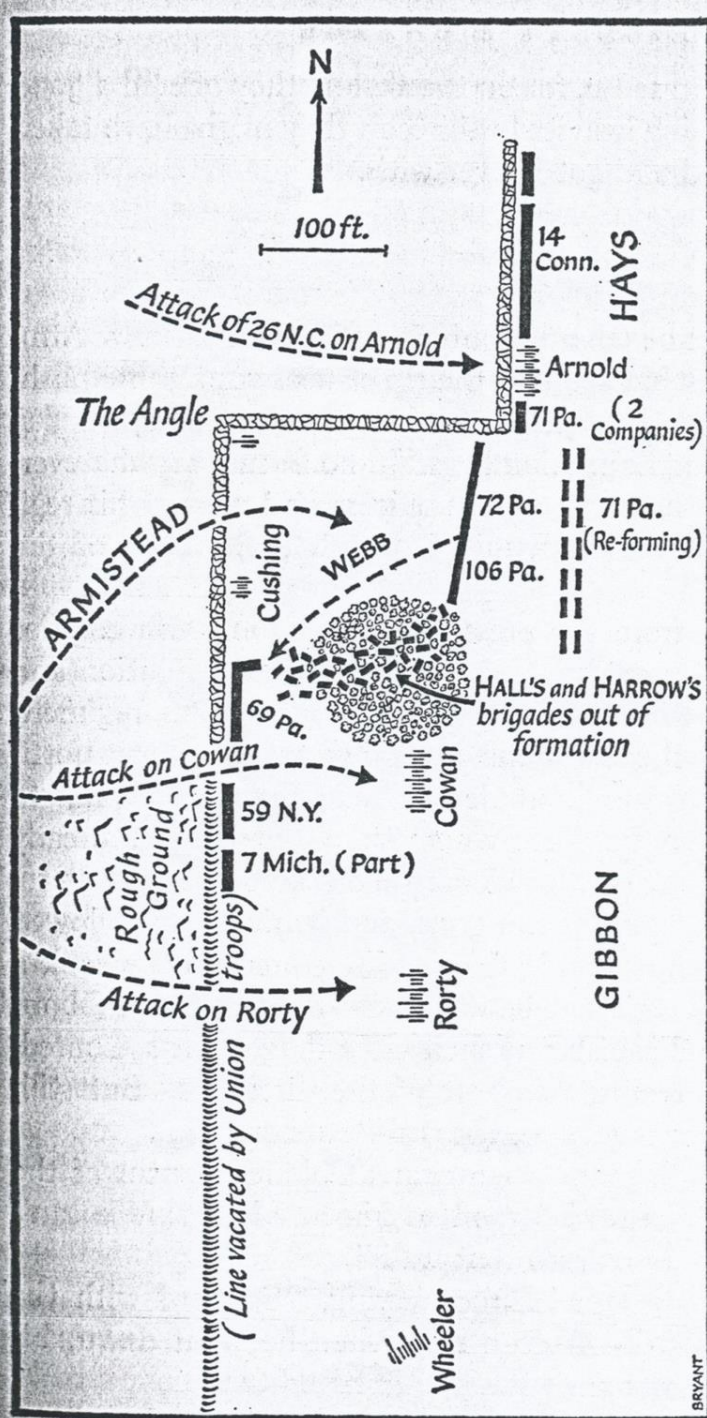 N
100 ft.
14
Conn.
HAYS
Attack of 26 N.C. on Arnold
Arnold
The Angle
71 Pa. (2
Companies)
72 Pa.
71 Pa.
(Re-forming)
ARMISTEAD
Cushing
WEBB
106 Pa.
69 Pa.
HALL'S and HARROW'S
brigades out of
formation
Attack on Cowan
Cowan
59 N.Y.
Rough
Ground
7 Mich. (Part)
GIBBON
Attack on Rorty
Rorty
(Line vacated by Union troops)
Wheeler
BRYANT